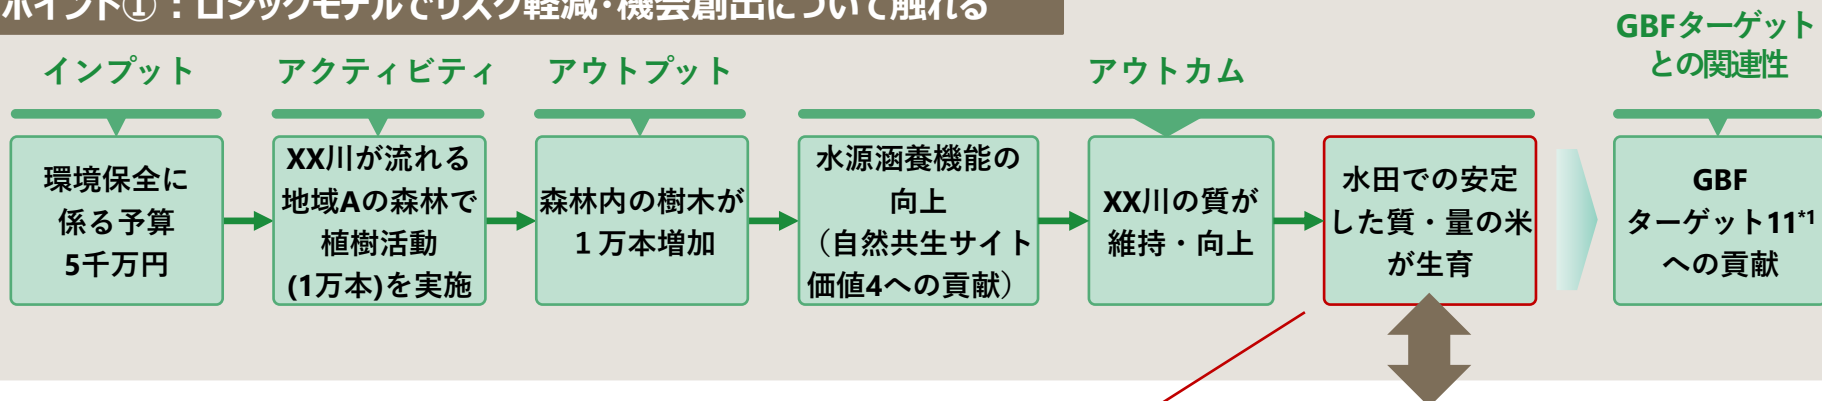 ポイント①：ロジックモデルでリスク軽減・機会創出について触れる
インプット
アクティビティ
アウトプット
アウトカム
GBFターゲット
との関連性
環境保全に
係る予算
5千万円
XX川が流れる
地域Aの森林で
植樹活動
(1万本)を実施
森林内の樹木が
１万本増加
水源涵養機能の
向上
（自然共生サイト
価値4への貢献）
XX川の質が
維持・向上
水田での安定
した質・量の米
が生育
GBF
ターゲット11*1
への貢献